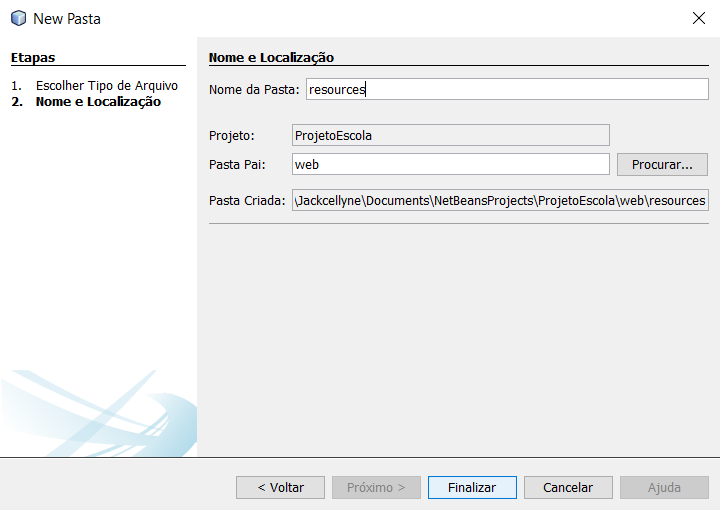 New Pasta
Etapas
1. Escolher Tipo de Arquivo
2. Nome e Localização
Nome e Localização
Nome da Pasta: resources
Projeto: ProjetoEscola
Pasta Pai: web Procurar...
Pasta Criada: \Jackcellyne\Documents\NetBeansProjects\ProjetoEscola\web\resources
< Voltar Próximo > Finalizar Cancelar Ajuda